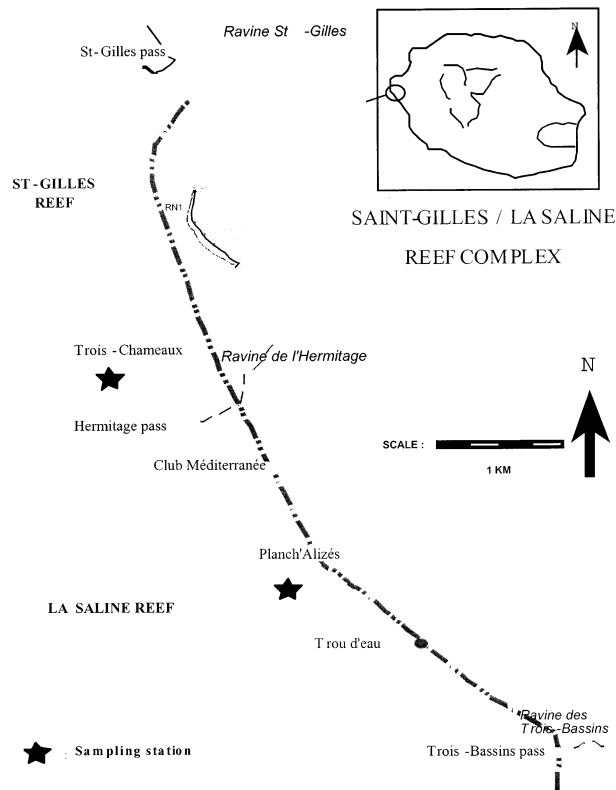 Ravine St -Gilles
St-Gilles pass
N
ST-GILLES
REEF
RN1
SAINT-GILLES / LA SALINE
REEF COMPLEX
Trois -Chameaux
Ravine de l'Hermitage
N
Hermitage pass
SCALE :
1 KM
Club Méditerranée
Planch'Alizés
LA SALINE REEF
Trou d'eau
Ravine des
Trois -Bassins
Trois -Bassins pass
: Sampling station